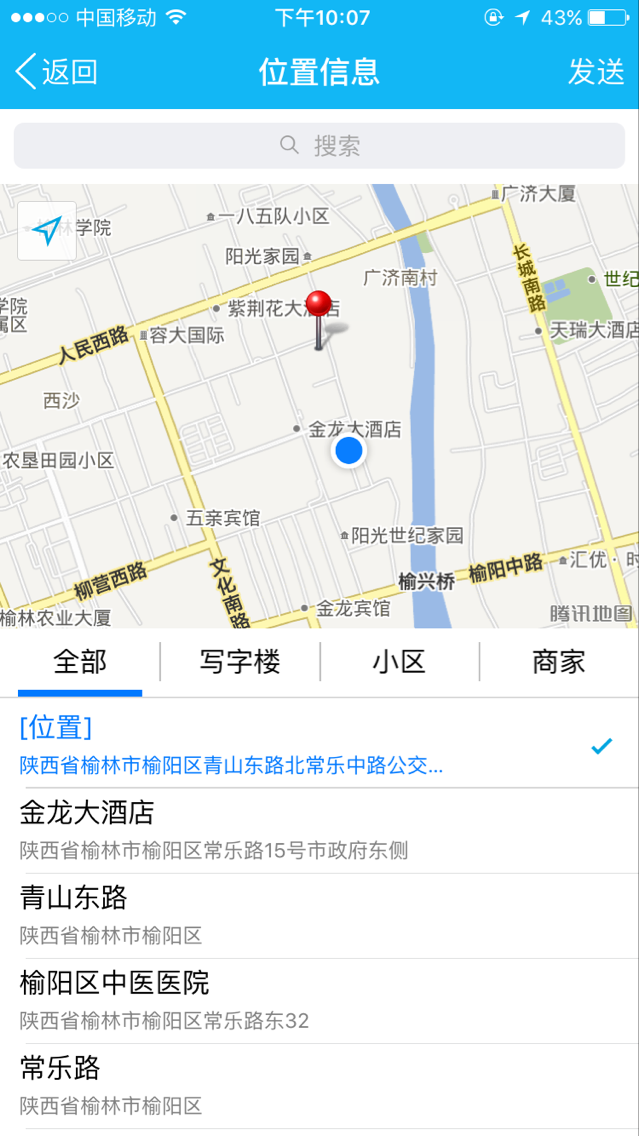 中国移动 下午10:07 43%
返回 位置信息 发送
搜索
广济大厦
学院
一八五队小区
长城南路
阳光家园
广济南村
世纪
学院
属区
紫荆花大酒店
天瑞大酒店
人民西路
容大国际
西沙
金龙大酒店
农垦田园小区
五亲宾馆
阳光世纪家园
汇优·时
榆阳中路
柳营西路
榆兴桥
文化南路
金龙宾馆
榆林农业大厦
腾讯地图
全部 写字楼 小区 商家
[位置]
陕西省榆林市榆阳区青山东路北常乐中路公交...
金龙大酒店
陕西省榆林市榆阳区常乐路15号市政府东侧
青山东路
陕西省榆林市榆阳区
榆阳区中医医院
陕西省榆林市榆阳区常乐路东32
常乐路
陕西省榆林市榆阳区